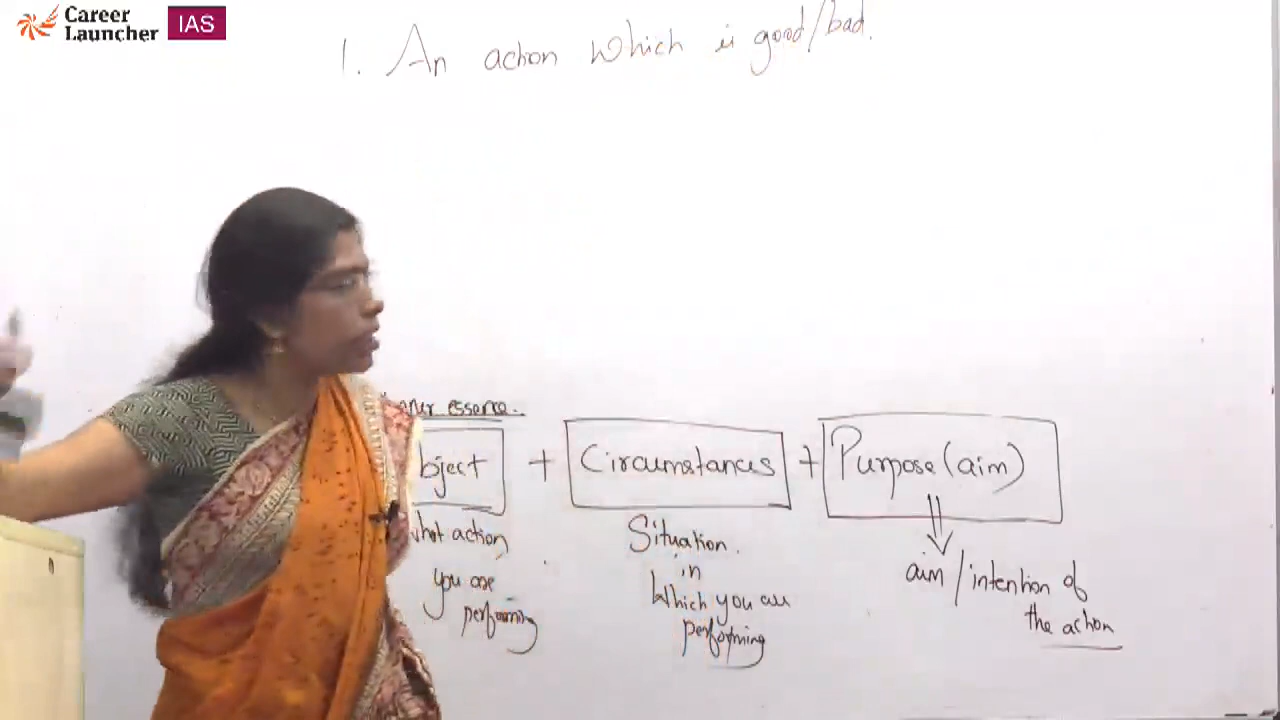 Career
Launcher
IAS
1. An action which is good/bad.
essence.
bject + Circumstances + Purpose (aim)
hat action
you are
performing
Situation
in
Which you are
performing
aim/intention of
the action